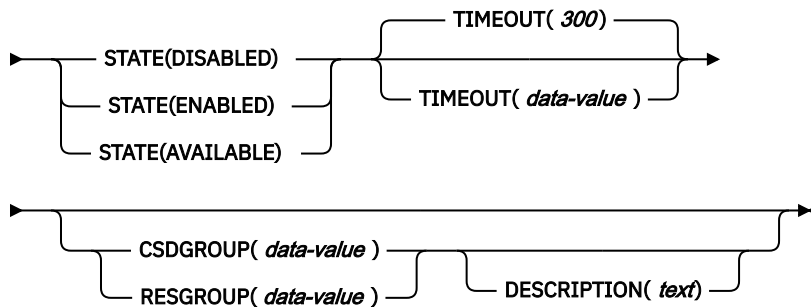 TIMEOUT( 300)
STATE(DISABLED)
STATE(ENABLED)
TIMEOUT( data-value )
STATE(AVAILABLE)
CSDGROUP( data-value )
RESGROUP( data-value )
DESCRIPTION( text)